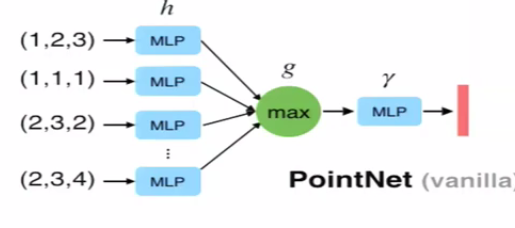 h
(1,2,3) MLP
(1,1,1) MLP
g
γ
(2,3,2) MLP
max
MLP
⋮
(2,3,4) MLP
PointNet (vanilla)